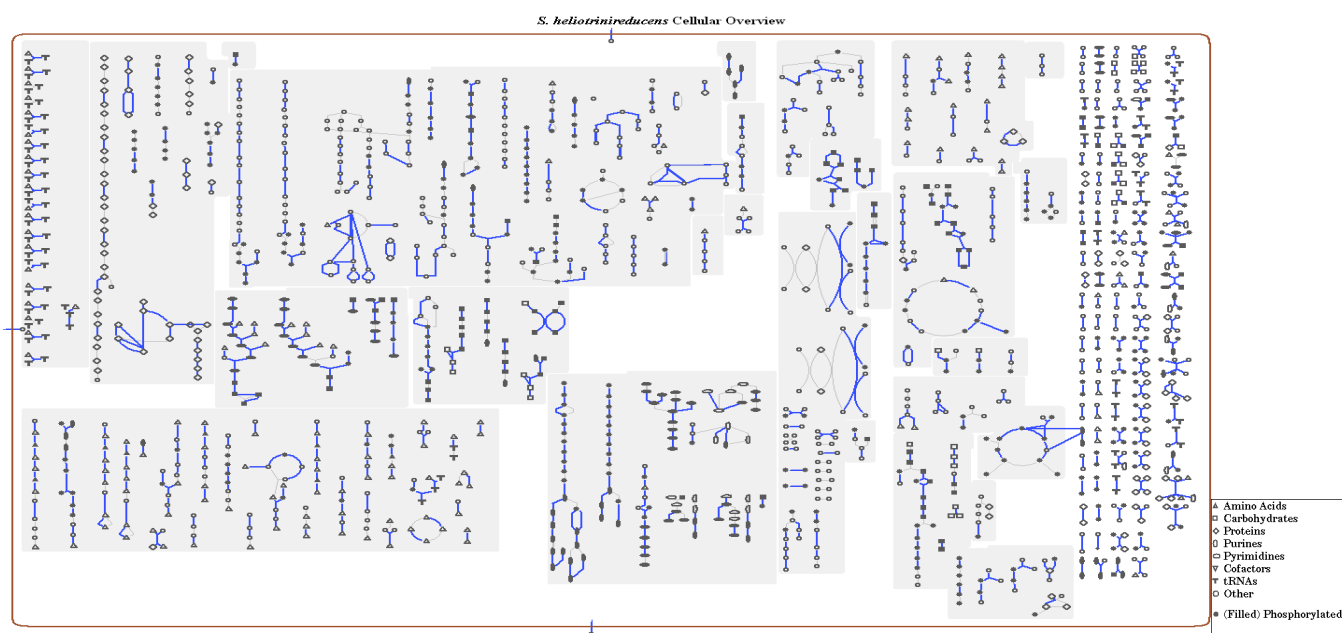 S. heliotrinireducens Cellular Overview
Amino Acids
Carbohydrates
Proteins
Purines
Pyrimidines
Cofactors
tRNAs
Other
(Filled) Phosphorylated